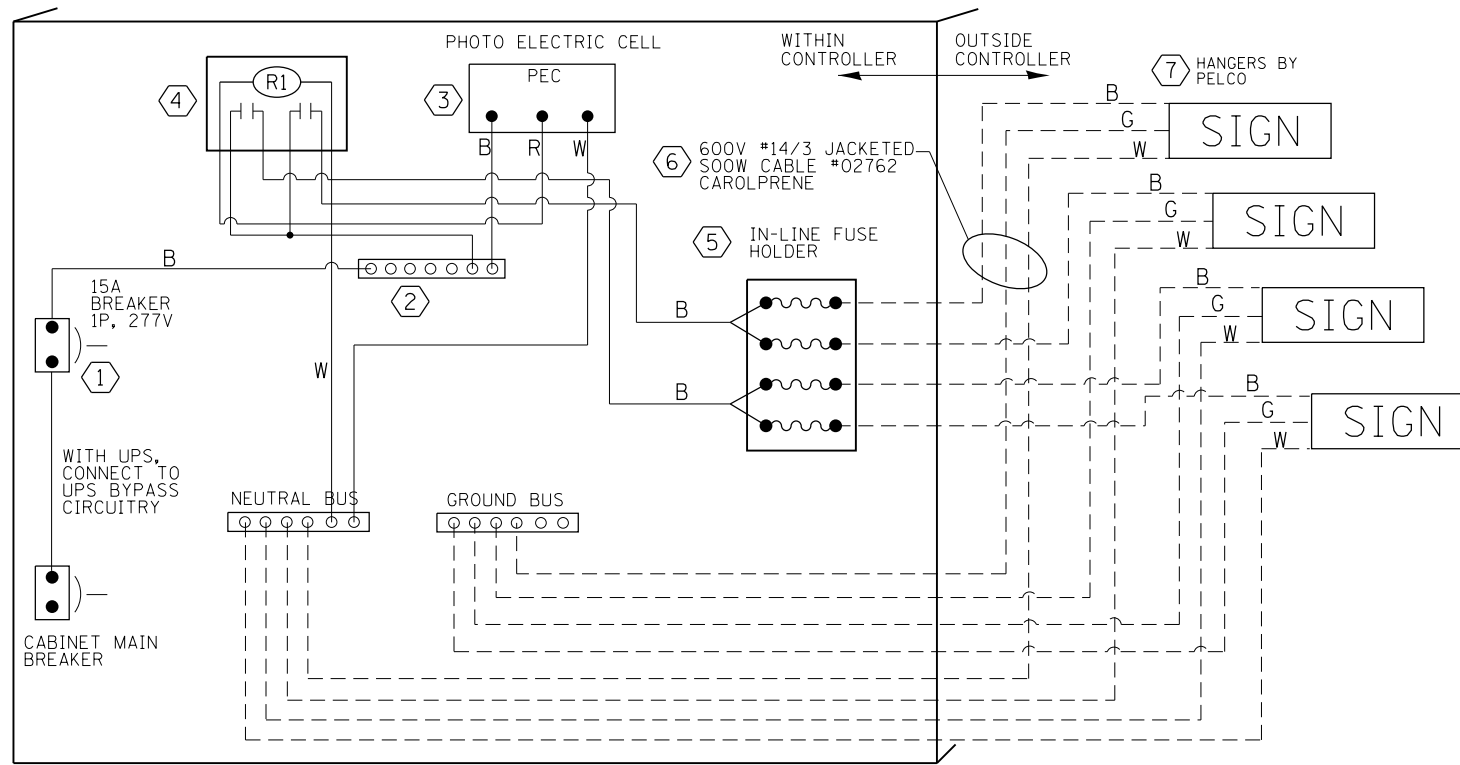 PHOTO ELECTRIC CELL
WITHIN
CONTROLLER
OUTSIDE
CONTROLLER
7
HANGERS BY
PELCO
4
R1
3
PEC
B
R
W
6
600V #14/3 JACKETED
SOOW CABLE #02762
CAROLPRENE
B
G
W
SIGN
B
G
W
SIGN
5
IN-LINE FUSE
HOLDER
B
2
15A
BREAKER
1P, 277V
1
B
B
G
W
SIGN
W
B
B
G
W
SIGN
WITH UPS,
CONNECT TO
UPS BYPASS
CIRCUITRY
NEUTRAL BUS
GROUND BUS
CABINET MAIN
BREAKER